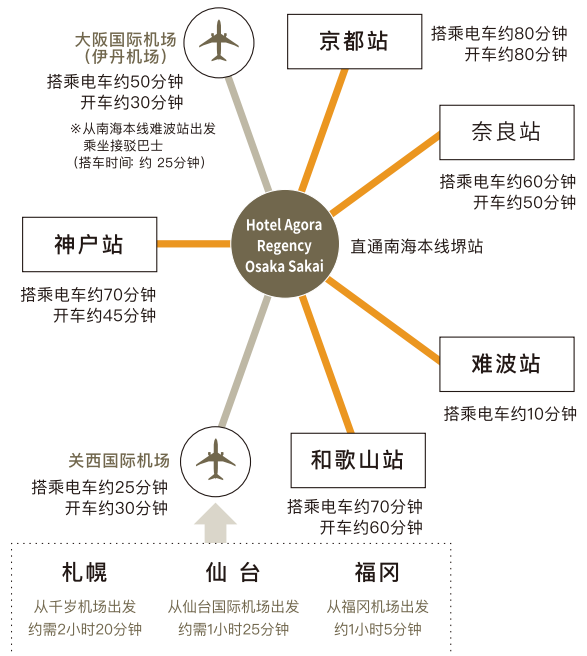 大阪国际机场
（伊丹机场）
搭乘电车约50分钟
开车约30分钟
※从南海本线难波站出发
乘坐接驳巴士
（搭车时间: 约 25分钟）
京都站
搭乘电车约80分钟
开车约80分钟
奈良站
搭乘电车约60分钟
开车约50分钟
Hotel Agora
Regency
Osaka Sakai
直通南海本线堺站
神户站
搭乘电车约70分钟
开车约45分钟
难波站
搭乘电车约10分钟
关西国际机场
搭乘电车约25分钟
开车约30分钟
和歌山站
搭乘电车约70分钟
开车约60分钟
札幌
从千岁机场出发
约需2小时20分钟
仙 台
从仙台国际机场出发
约需1小时25分钟
福冈
从福冈机场出发
约1小时5分钟